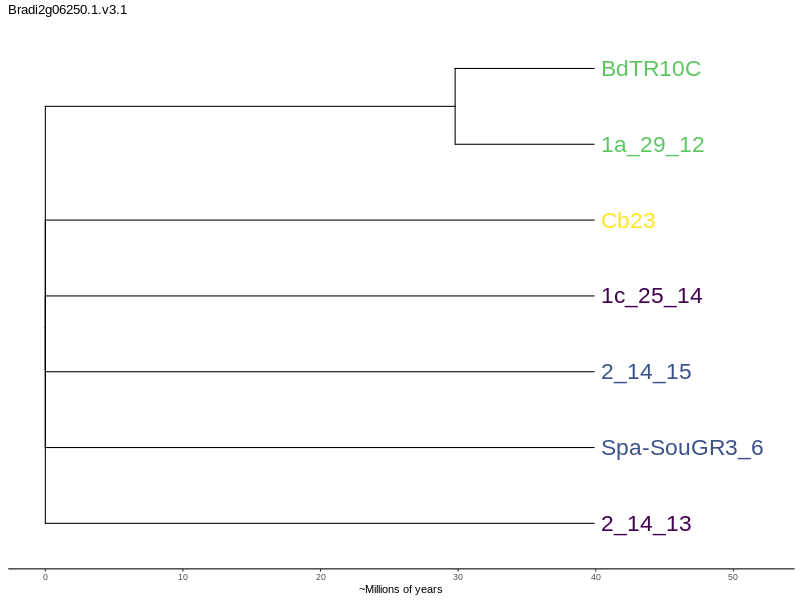 Bradi2g06250.1.v3.1
BdTR10C
1a_29_12
Cb23
1c_25_14
2_14_15
Spa-SouGR3_6
2_14_13
0 10 20 30 40 50
~Millions of years